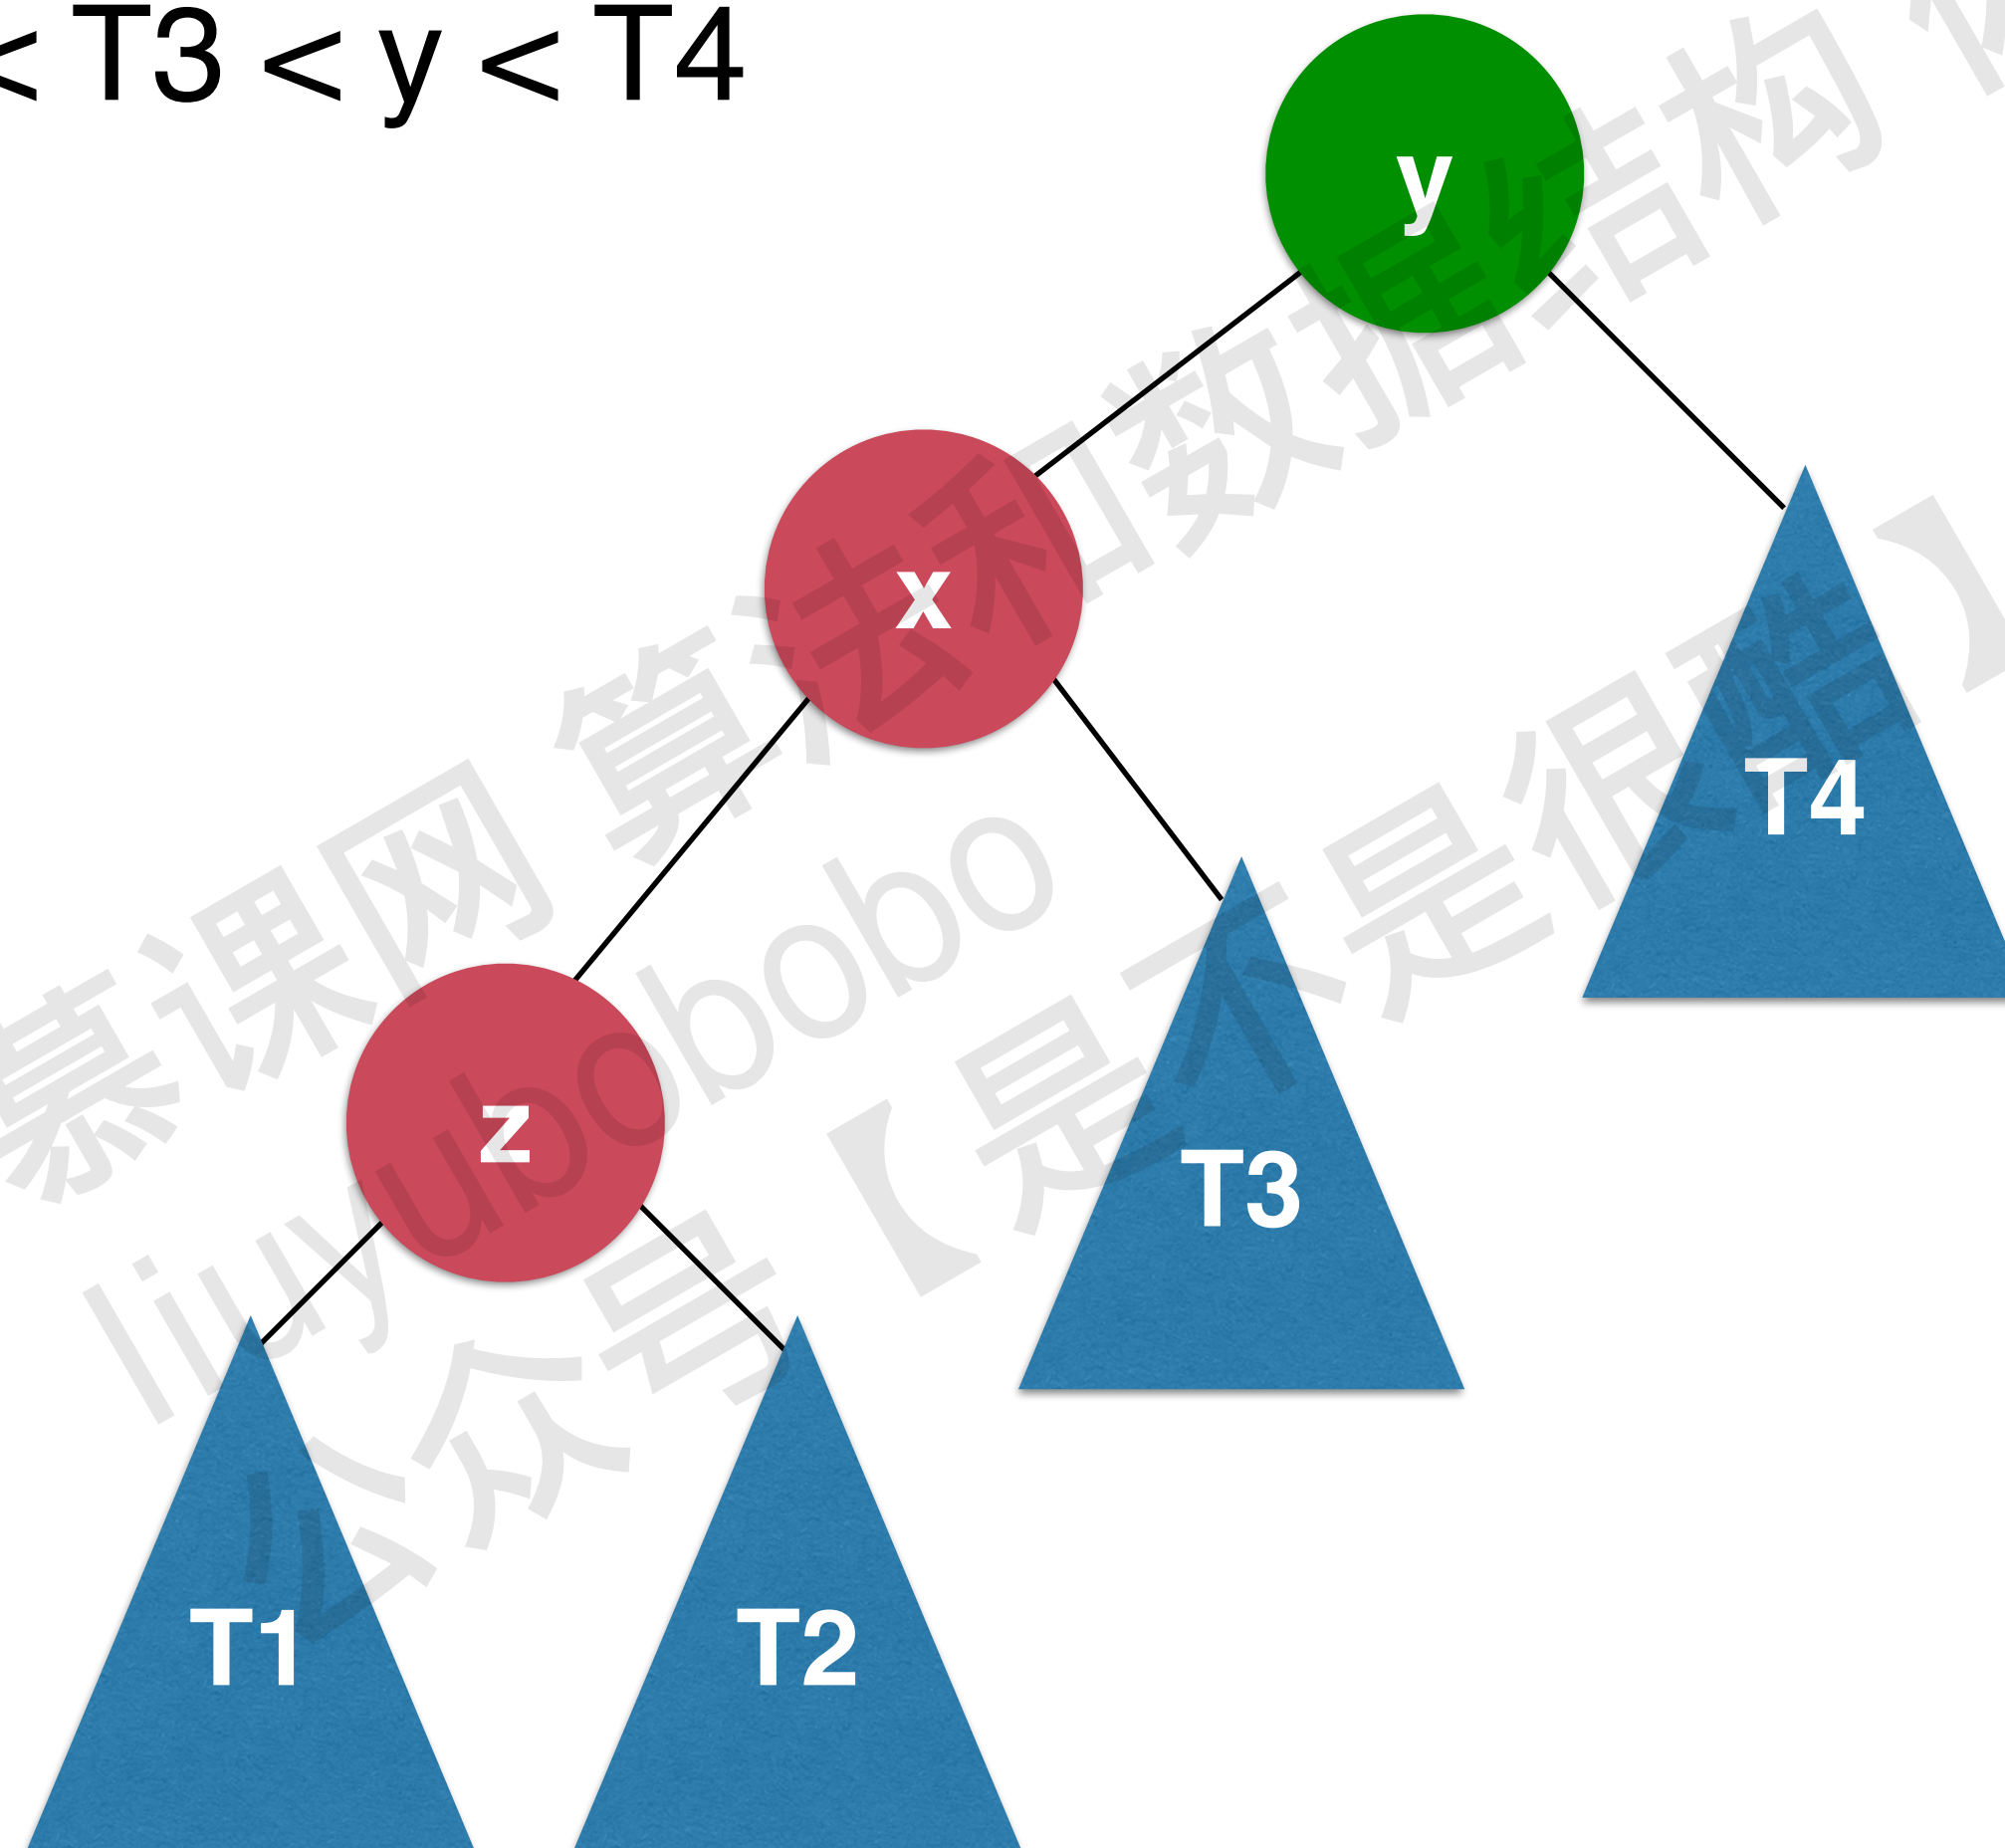 < T3 < y < T4
y
x
T4
z
T3
T1
T2
慕课网 算法和数据结构
liuyubobobo
公众号【是不是很酷】